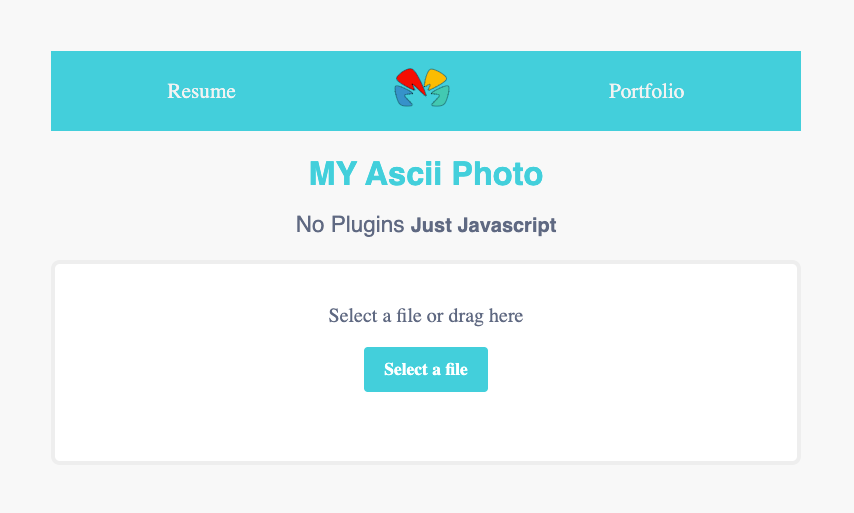 Resume Portfolio
MY Ascii Photo
No Plugins Just Javascript
Select a file or drag here
Select a file